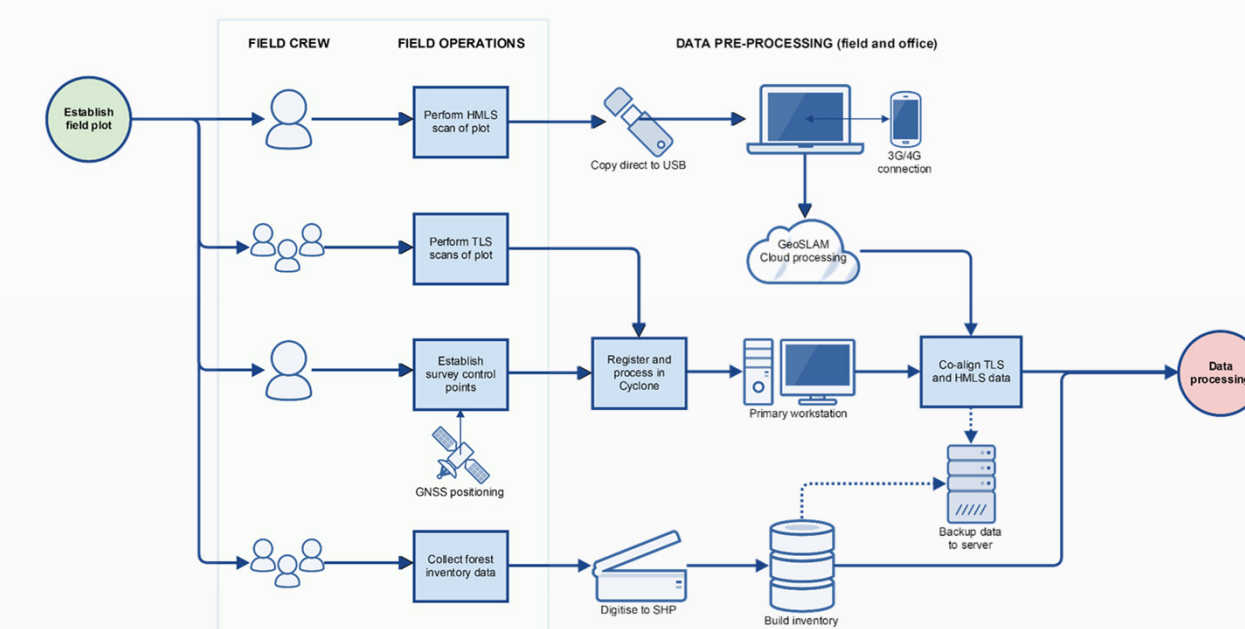 FIELD CREW
FIELD OPERATIONS
DATA PRE-PROCESSING (field and office)
Establish
field plot
Perform HMLS
scan of plot
Copy direct to USB
3G/4G
connection
Perform TLS
scans of plot
GeoSLAM
Cloud processing
Establish
survey control
points
Register and
process in
Cyclone
Primary workstation
Co-align TLS
and HMLS data
Data
processing
GNSS positioning
Backup data
to server
Collect forest
inventory data
Digitise to SHP
Build inventory